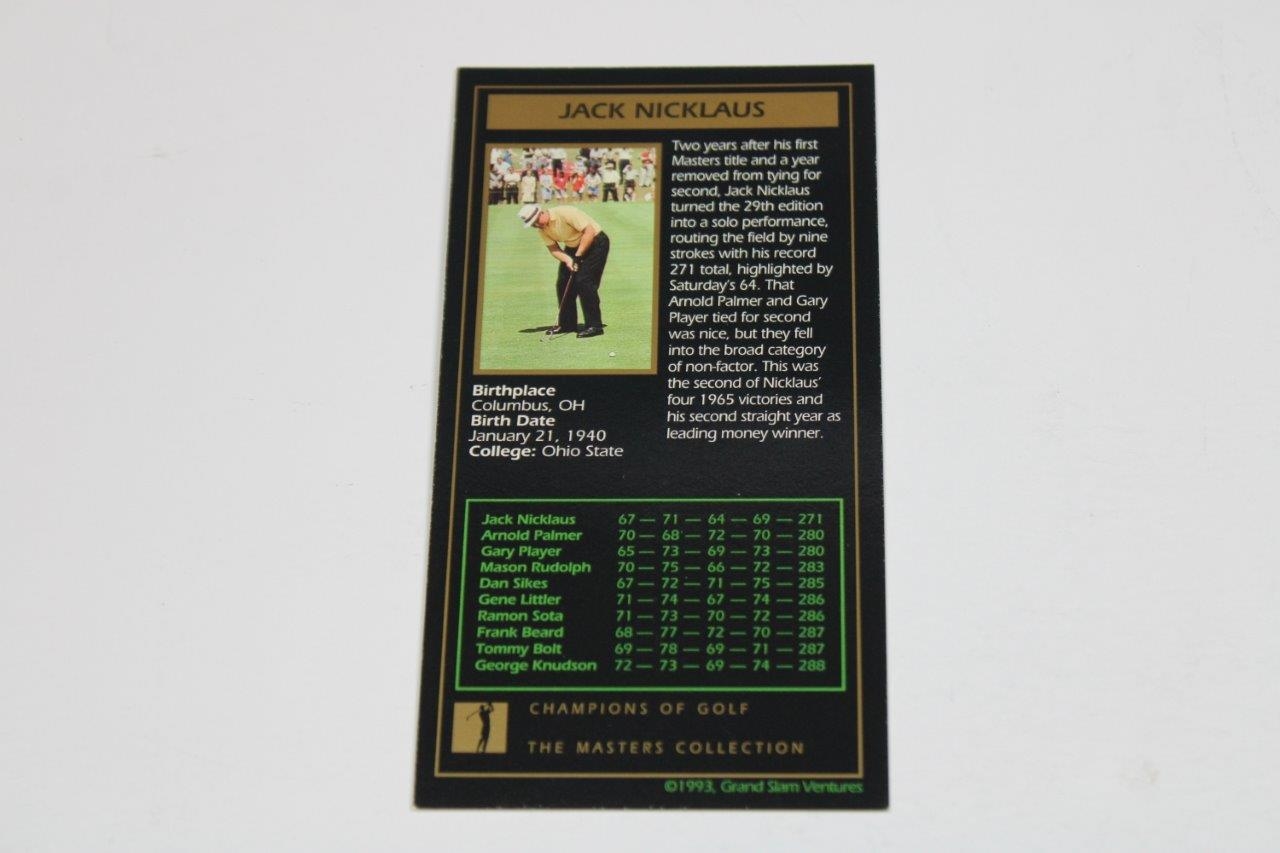 JACK NICKLAUS
Two years after his first
Masters title and a year
removed from tying for
second, Jack Nicklaus
turned the 29th edition
into a solo performance,
routing the field by nine
strokes with his record
271 total, highlighted by
Saturday's 64. That
Arnold Palmer and Gary
Player tied for second
was nice, but they fell
into the broad category
of non-factor. This was
the second of Nicklaus'
four 1965 victories and
his second straight year as
leading money winner.
Birthplace
Columbus, OH
Birth Date
January 21, 1940
College: Ohio State
Jack Nicklaus 67 — 71 — 64 — 69 — 271
Arnold Palmer 70 — 68 — 72 — 70 — 280
Gary Player 65 — 73 — 69 — 73 — 280
Mason Rudolph 70 — 75 — 66 — 72 — 283
Dan Sikes 67 — 72 — 71 — 75 — 285
Gene Littler 71 — 74 — 67 — 74 — 286
Ramon Sota 71 — 73 — 70 — 72 — 286
Frank Beard 68 — 77 — 72 — 70 — 287
Tommy Bolt 69 — 78 — 69 — 71 — 287
George Knudson 72 — 73 — 69 — 74 — 288
CHAMPIONS OF GOLF
THE MASTERS COLLECTION
©1993, Grand Slam Ventures